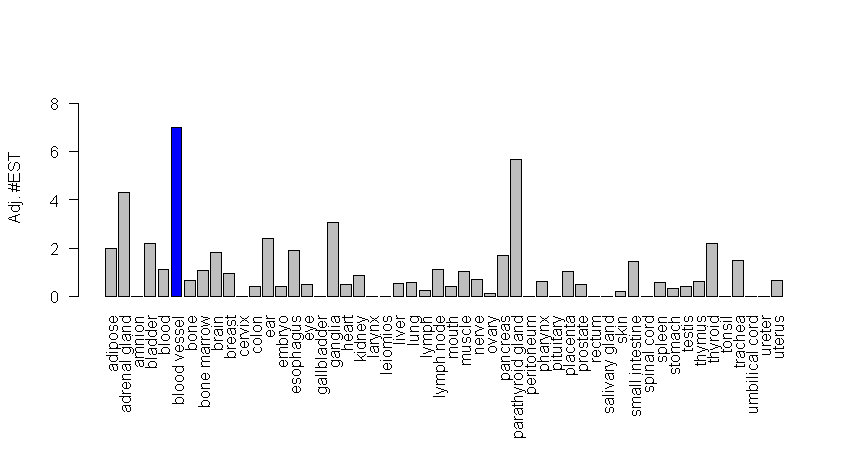 Adj. #EST
8
6
4
2
0
adipose
adrenal gland
amnion
bladder
blood
blood vessel
bone
bone marrow
brain
breast
cervix
colon
ear
embryo
esophagus
eye
gallbladder
ganglia
heart
kidney
larynx
leiomios
liver
lung
lymph
lymph node
mouth
muscle
nerve
ovary
pancreas
parathyroid gland
peritoneum
pharynx
pituitary
placenta
prostate
rectum
salivary gland
skin
small intestine
spinal cord
spleen
stomach
testis
thymus
thyroid
tonsil
trachea
umbilical cord
ureter
uterus